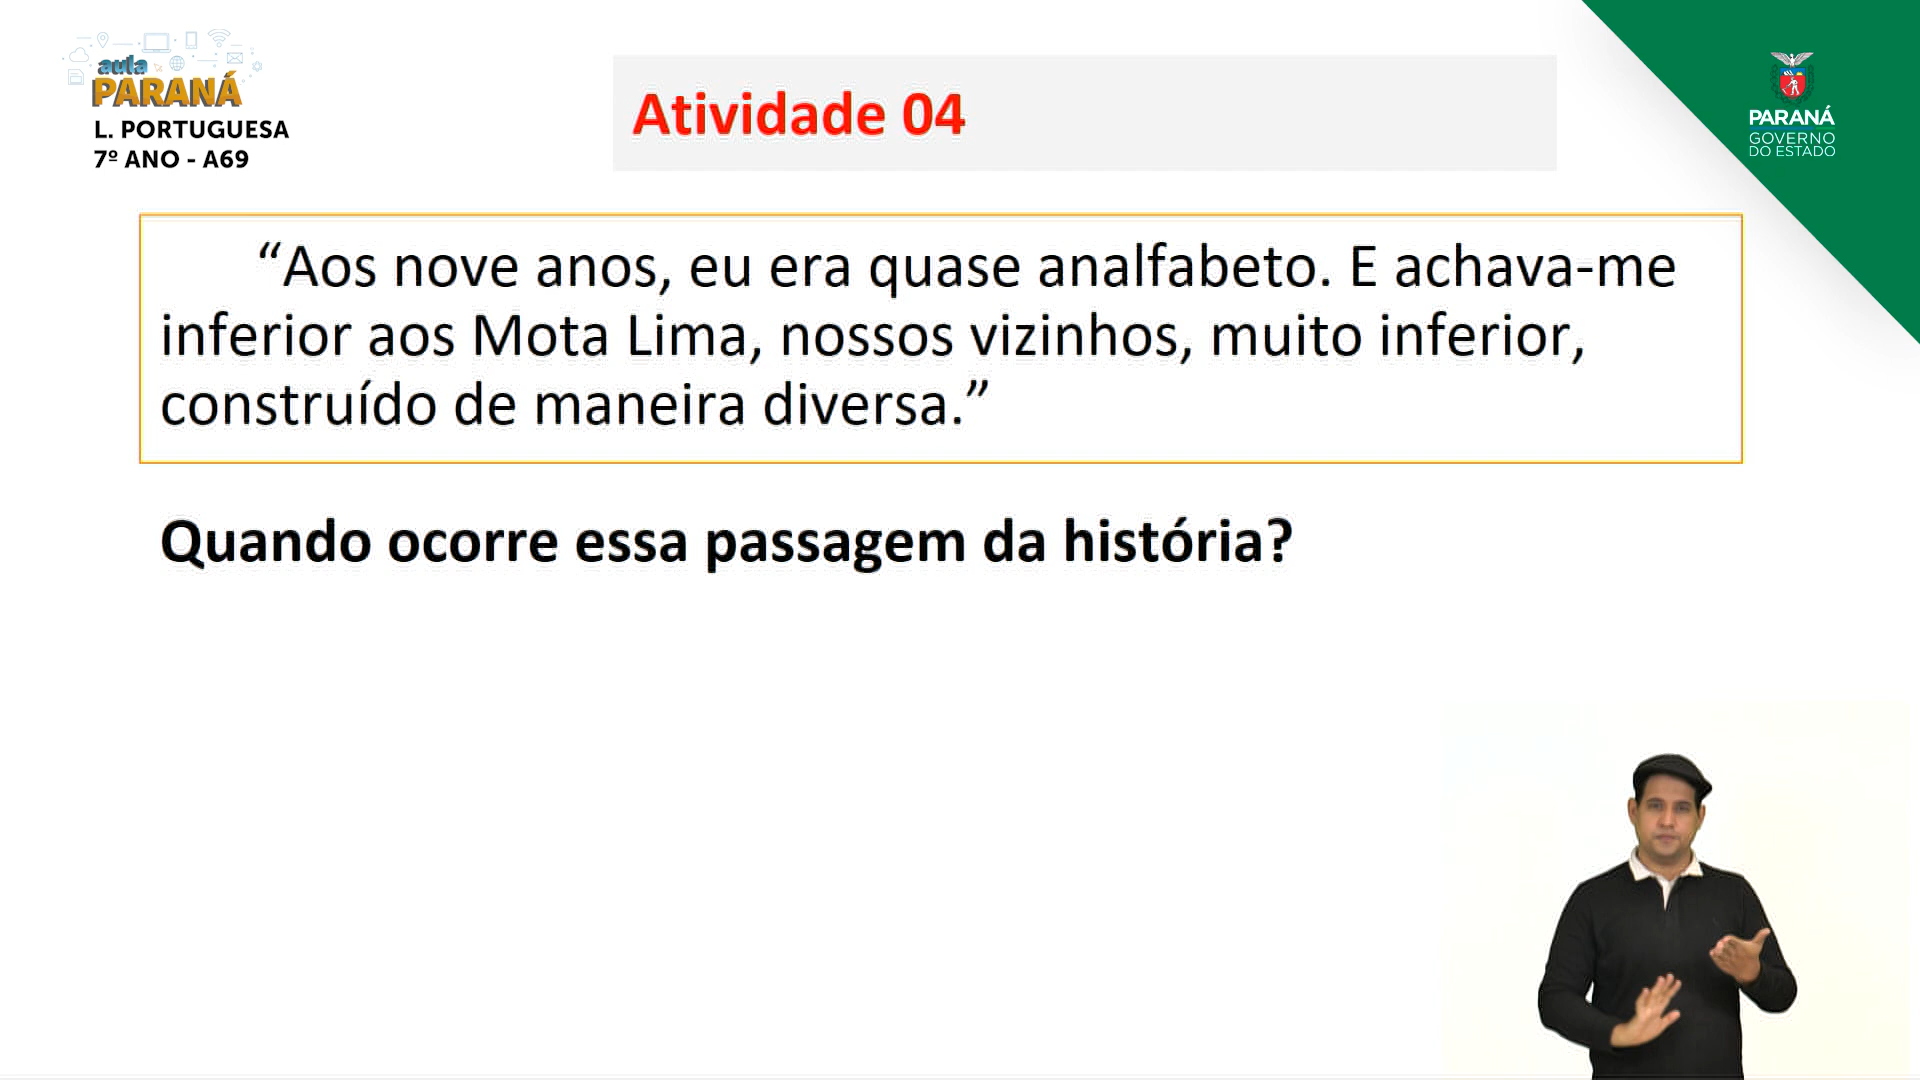 aula
PARANÁ
L. PORTUGUESA
7º ANO - A69
Atividade 04
PARANÁ
GOVERNO
DO ESTADO
“Aos nove anos, eu era quase analfabeto. E achava-me
inferior aos Mota Lima, nossos vizinhos, muito inferior,
construído de maneira diversa.”
Quando ocorre essa passagem da história?